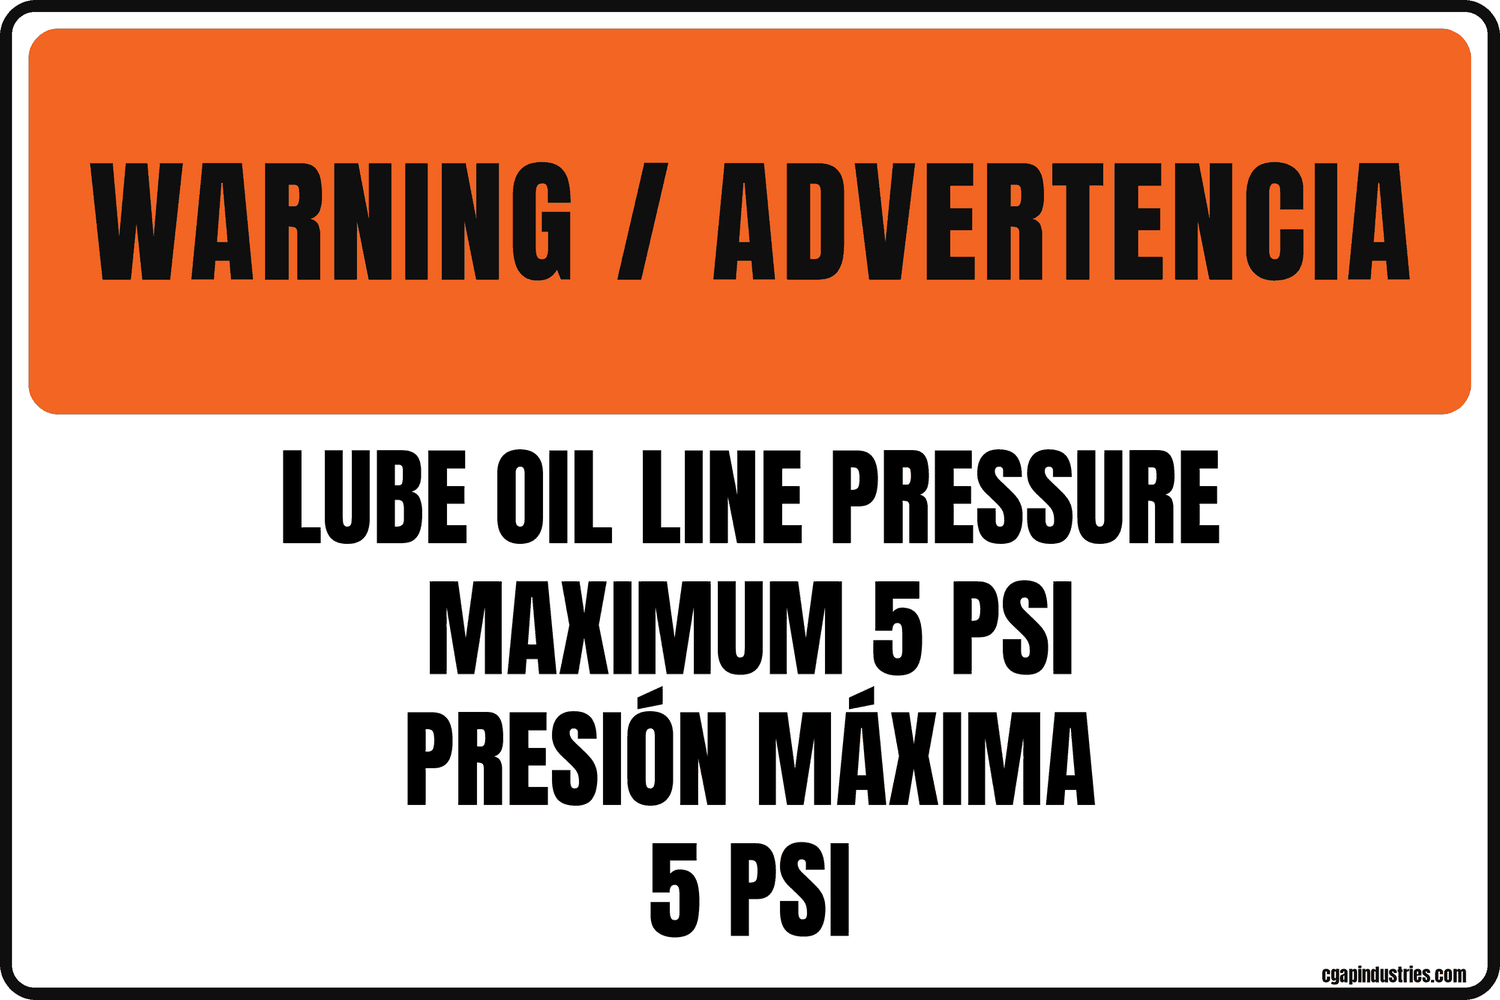 WARNING / ADVERTENCIA
LUBE OIL LINE PRESSURE
MAXIMUM 5 PSI
PRESIÓN MÁXIMA
5 PSI
cgapindustries.com